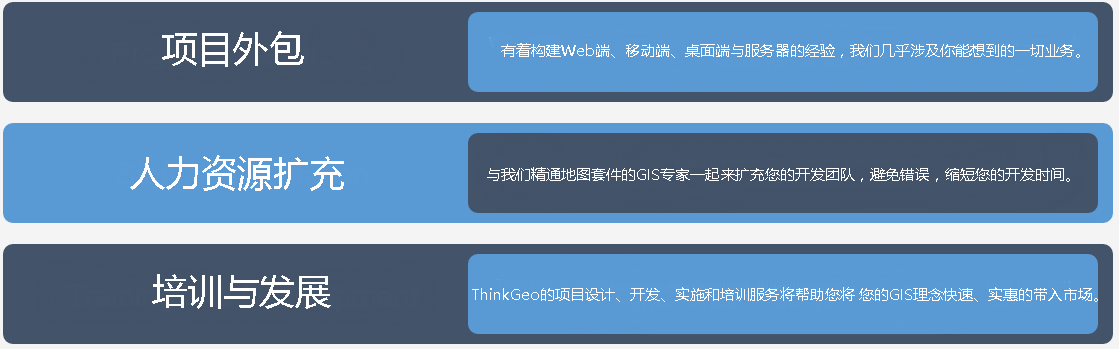 项目外包
有着构建Web端、移动端、桌面端与服务器的经验，我们几乎涉及你能想到的一切业务。
人力资源扩充
与我们精通地图套件的GIS专家一起来扩充您的开发团队，避免错误，缩短您的开发时间。
培训与发展
ThinkGeo的项目设计、开发、实施和培训服务将帮助您将 您的GIS理念快速、实惠的带入市场。